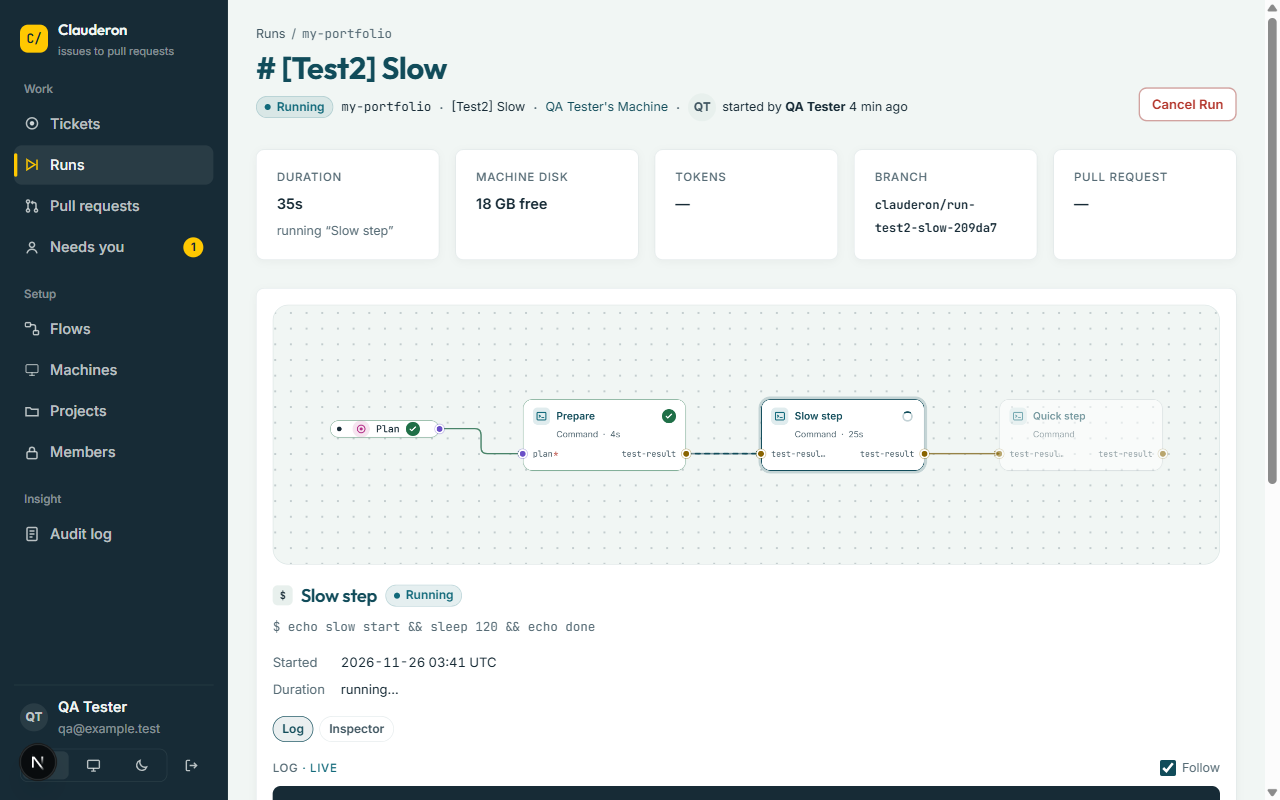 C/
Clauderon
issues to pull requests
Work
Tickets
Runs
Pull requests
Needs you
1
Setup
Flows
Machines
Projects
Members
Insight
Audit log
QT
QA Tester
qa@example.test
N
Runs / my-portfolio
# [Test2] Slow
Running my-portfolio · [Test2] Slow · QA Tester's Machine · QT started by QA Tester 4 min ago
Cancel Run
DURATION
35s
running “Slow step”
MACHINE DISK
18 GB free
TOKENS
—
BRANCH
clauderon/run-
test2-slow-209da7
PULL REQUEST
—
Plan
Prepare
Command · 4s
plan* test-result
Slow step
Command · 25s
test-resul… test-result
Quick step
Command
test-resul… test-result
$ Slow step Running
$ echo slow start && sleep 120 && echo done
Started 2026-11-26 03:41 UTC
Duration running...
Log Inspector
LOG · LIVE
Follow